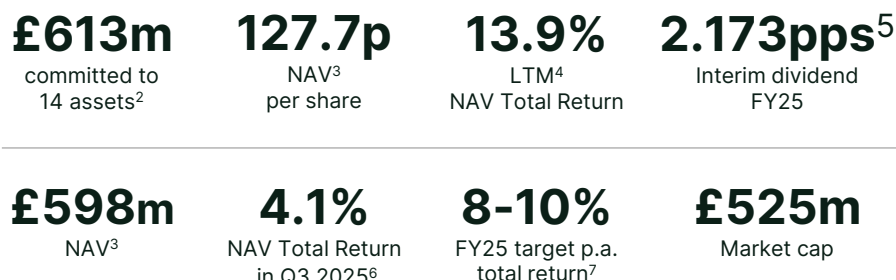 £613m 127.7p 13.9% 2.173pps⁵
committed to NAV³ LTM⁴ Interim dividend
14 assets² per share NAV Total Return FY25
£598m 4.1% 8-10% £525m
NAV³ NAV Total Return FY25 target p.a. Market cap
in Q3 2025⁶ total return⁷